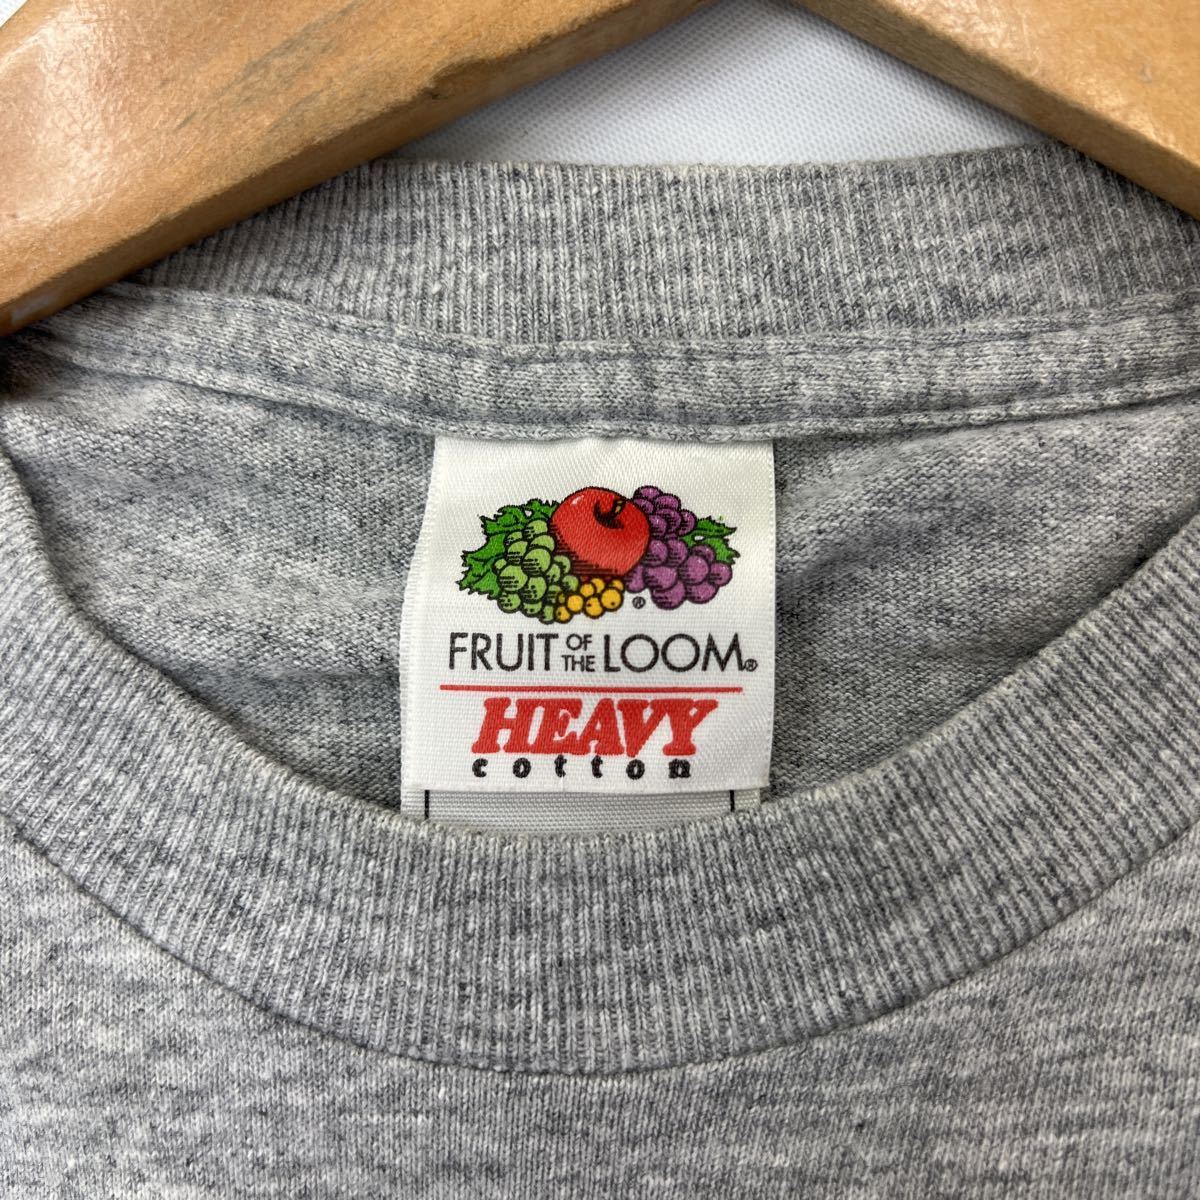 ®
FRUIT OF THE LOOM®
HEAVY
cotton